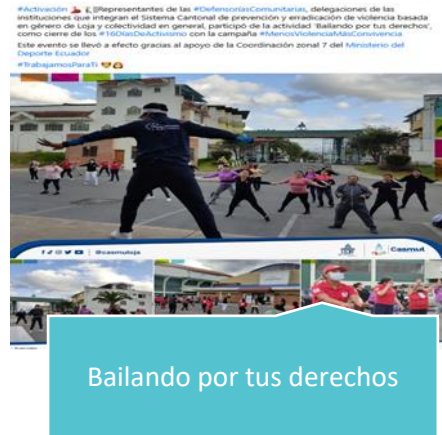 #Activación Representantes de las #DefensoríasComunitarias, delegaciones de las
instituciones que integran el Sistema Cantonal de prevención y erradicación de violencia basada
en género de Loja y colectividad en general, participó de la actividad 'Bailando por tus derechos',
como cierre de los #16DíasDeActivismo con la campaña #MenosViolenciaMásConvivencia
Este evento se llevó a efecto gracias al apoyo de la Coordinación zonal 7 del Ministerio del
Deporte Ecuador
#TrabajamosParaTi
@casmuloja
Casmul
Bailando por tus derechos